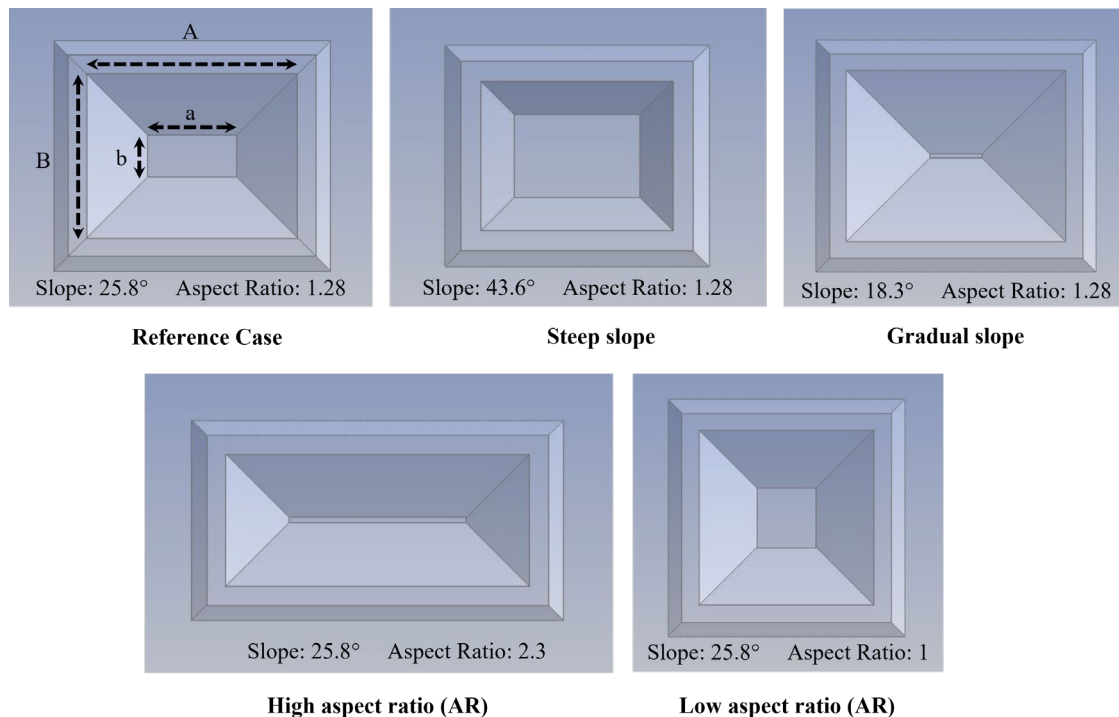 A
a
B
b
Slope: 25.8° Aspect Ratio: 1.28
Slope: 43.6° Aspect Ratio: 1.28
Slope: 18.3° Aspect Ratio: 1.28
Reference Case
Steep slope
Gradual slope
Slope: 25.8° Aspect Ratio: 2.3
Slope: 25.8° Aspect Ratio: 1
High aspect ratio (AR)
Low aspect ratio (AR)